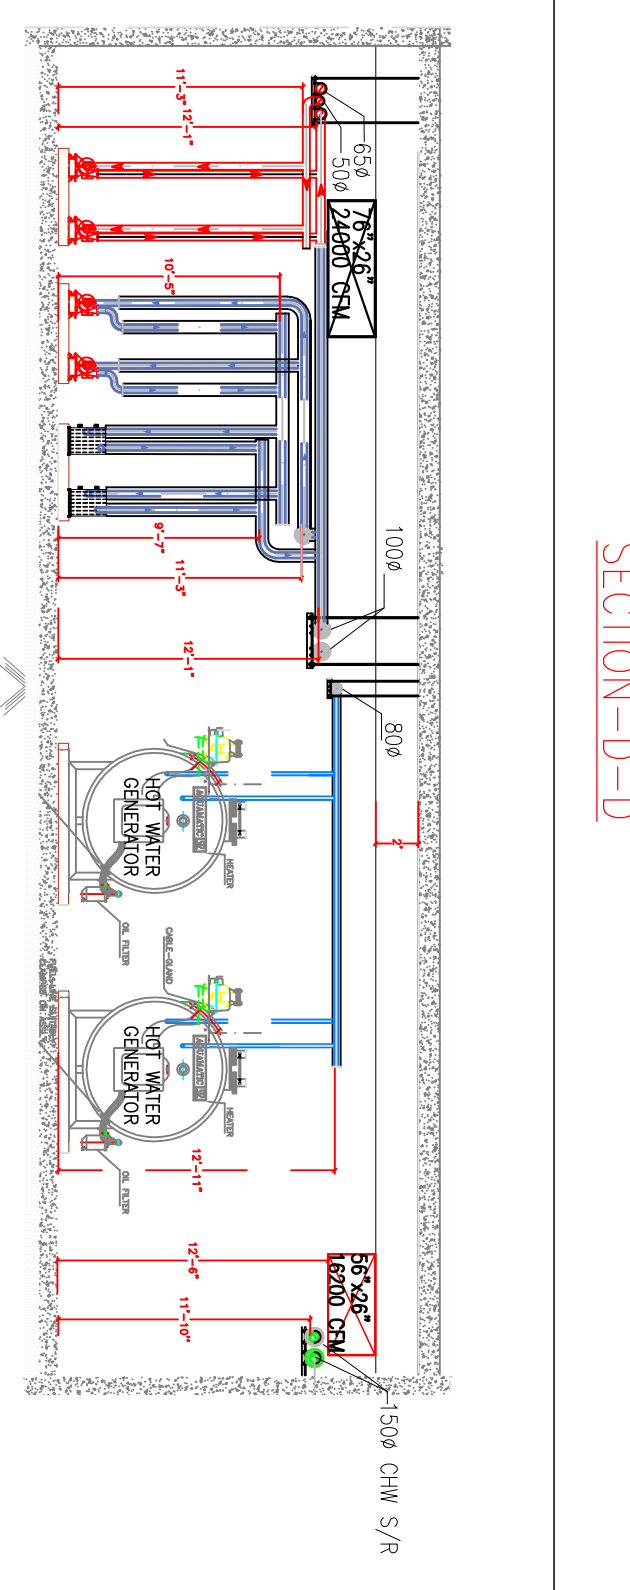 SECTION-D-D
65ø
50ø
76"x26"
24000 CFM
11'-3"
12'-1"
10'-5"
9'-7"
11'-3"
100ø
12'-1"
80ø
2'
HOT WATER
GENERATOR
AQUAMATIC
HEATER
OIL FILTER
CABLE-GLAND
HOT WATER
GENERATOR
AQUAMATIC
HEATER
OIL FILTER
12'-11"
12'-6"
11'-10"
56"x26"
16200 CFM
150ø CHW S/R